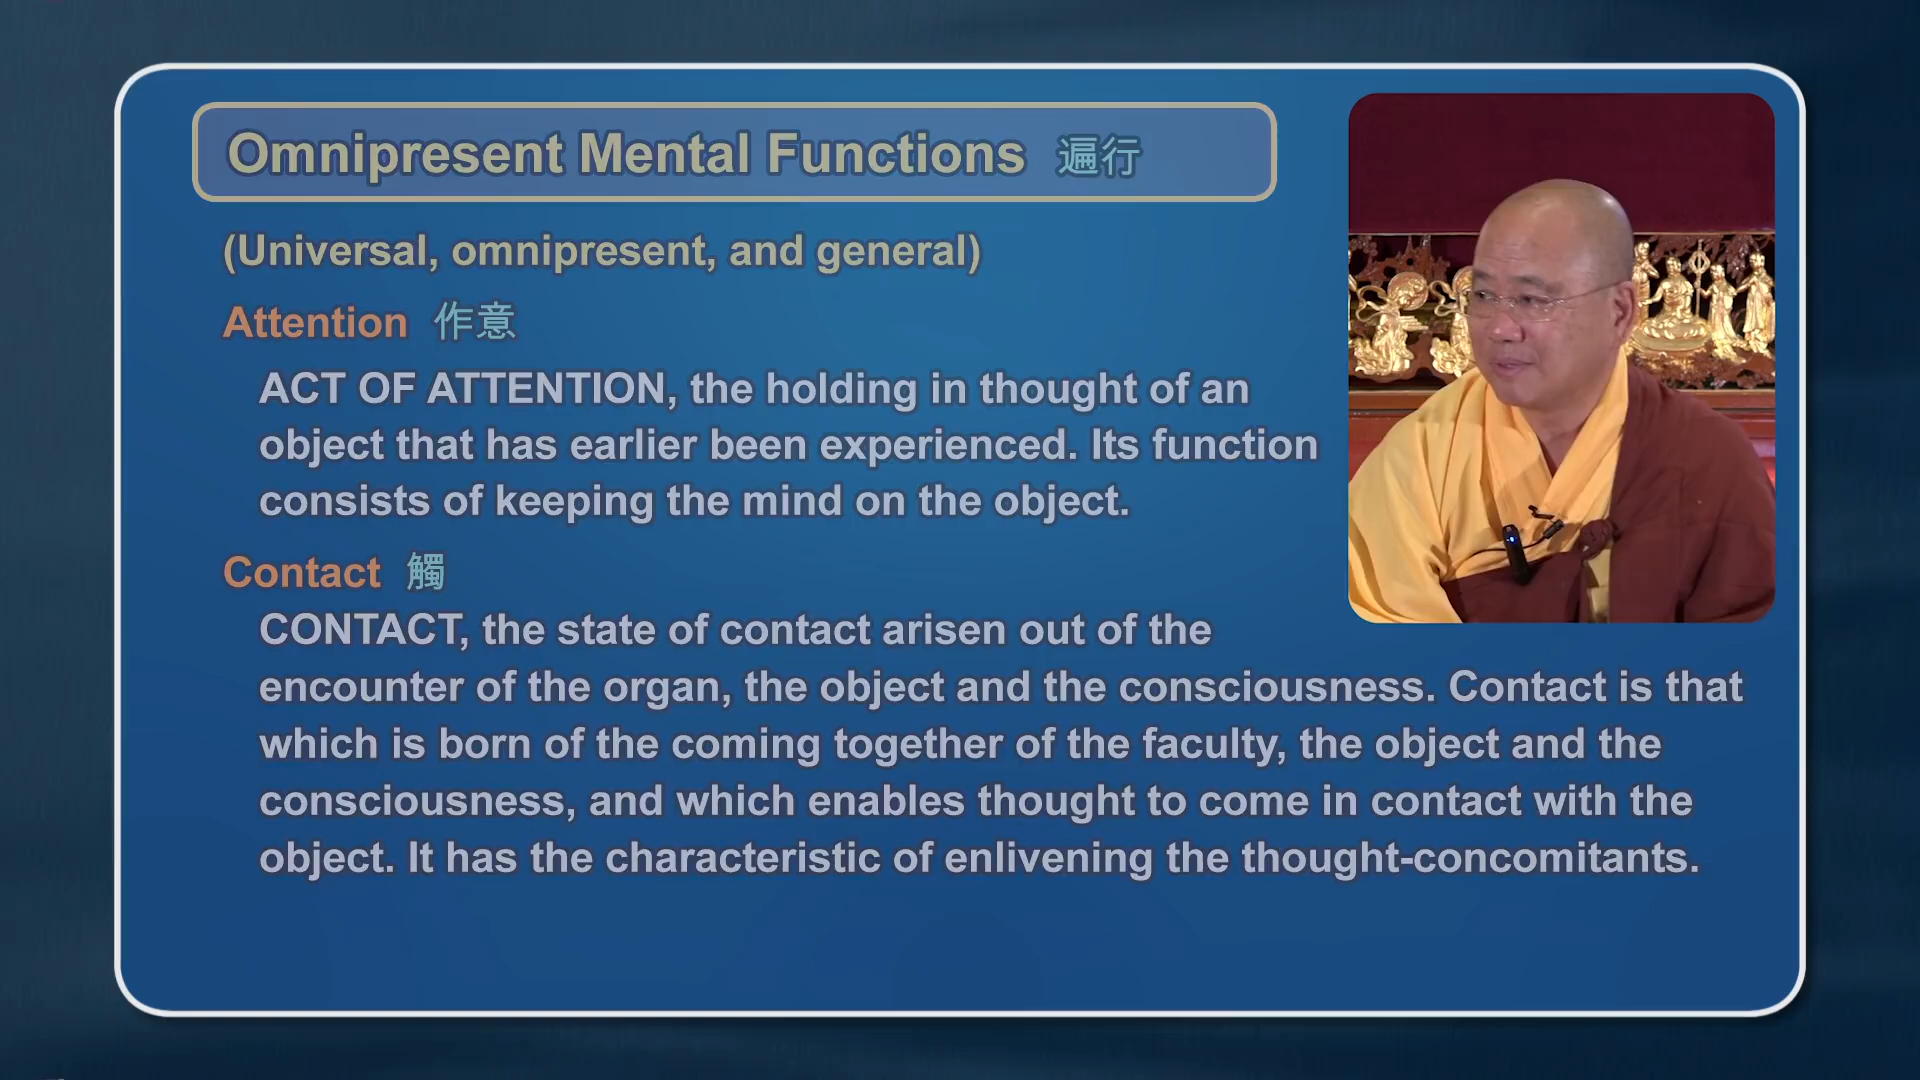 Omnipresent Mental Functions 遍行
(Universal, omnipresent, and general)
Attention 作意
ACT OF ATTENTION, the holding in thought of an
object that has earlier been experienced. Its function
consists of keeping the mind on the object.
Contact 觸
CONTACT, the state of contact arisen out of the
encounter of the organ, the object and the consciousness. Contact is that
which is born of the coming together of the faculty, the object and the
consciousness, and which enables thought to come in contact with the
object. It has the characteristic of enlivening the thought-concomitants.